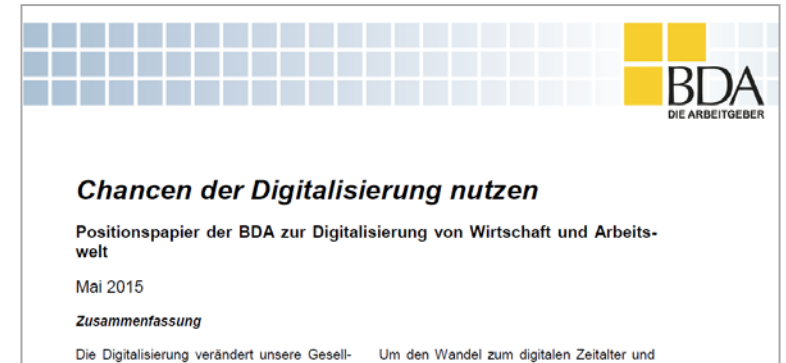 BDA
DIE ARBEITGEBER
Chancen der Digitalisierung nutzen
Positionspapier der BDA zur Digitalisierung von Wirtschaft und Arbeits-
welt
Mai 2015
Zusammenfassung
Die Digitalisierung verändert unsere Gesell-
Um den Wandel zum digitalen Zeitalter und